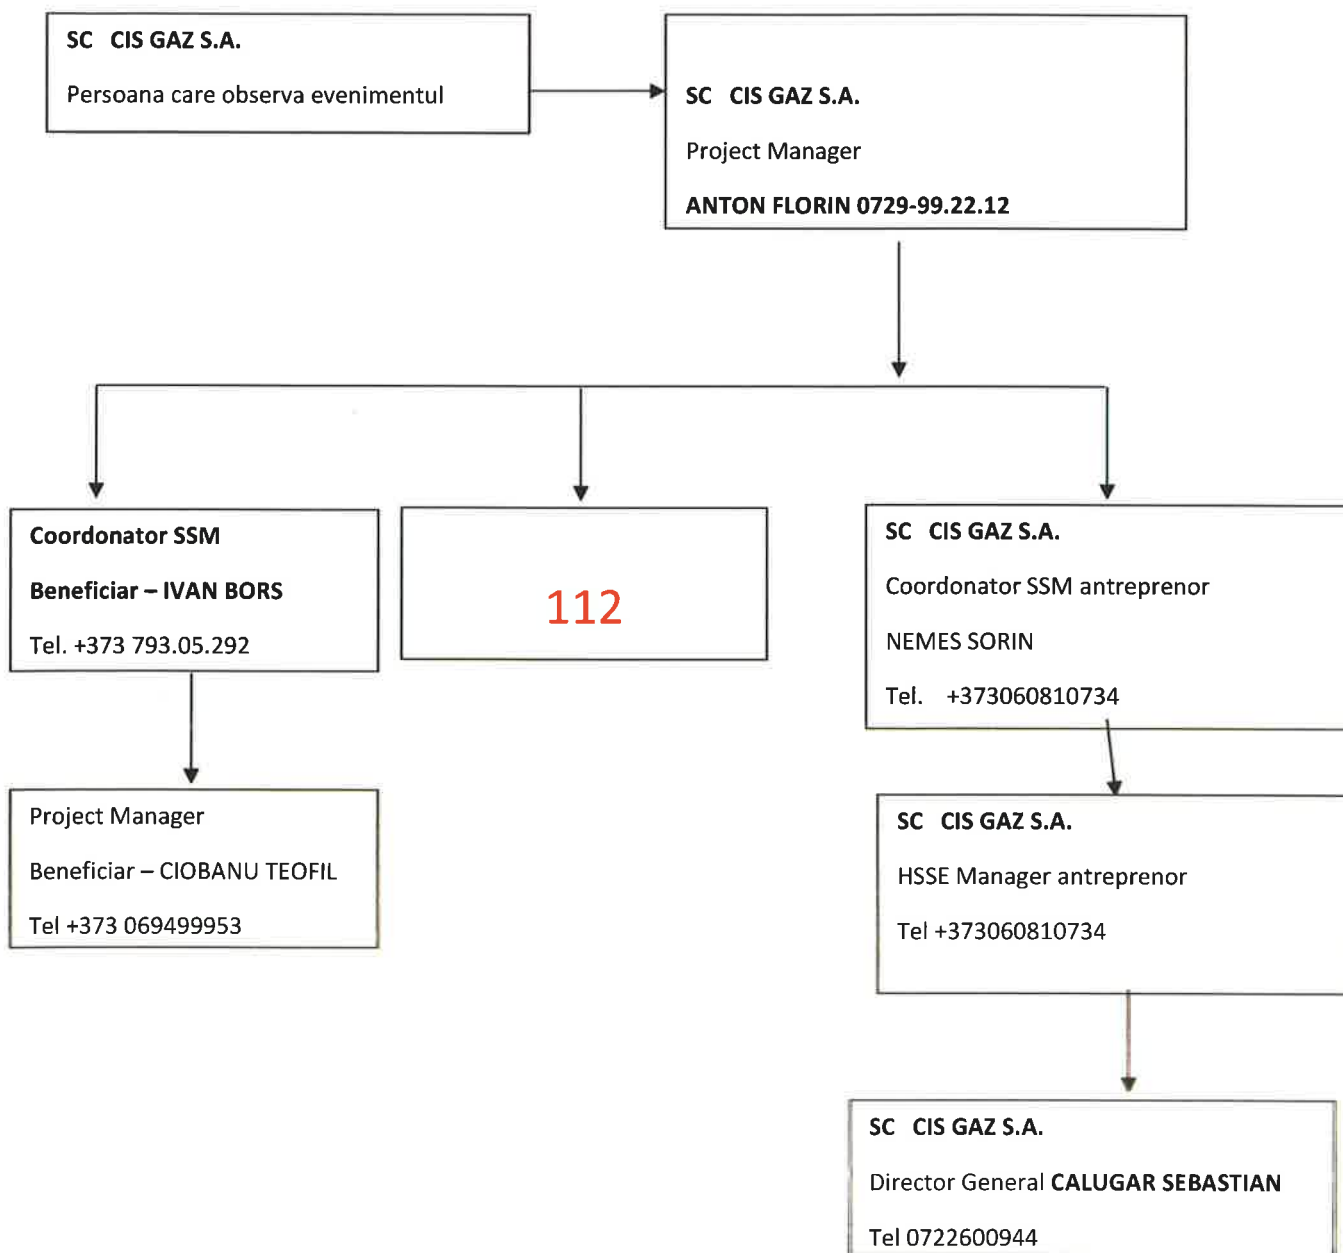 SC CIS GAZ S.A.
Persoana care observa evenimentul
SC CIS GAZ S.A.
Project Manager
ANTON FLORIN 0729-99.22.12
Coordonator SSM
Beneficiar – IVAN BORS
Tel. +373 793.05.292
112
SC CIS GAZ S.A.
Coordonator SSM antreprenor
NEMES SORIN
Tel. +373060810734
Project Manager
Beneficiar – CIOBANU TEOFIL
Tel +373 069499953
SC CIS GAZ S.A.
HSSE Manager antreprenor
Tel +373060810734
SC CIS GAZ S.A.
Director General CALUGAR SEBASTIAN
Tel 0722600944